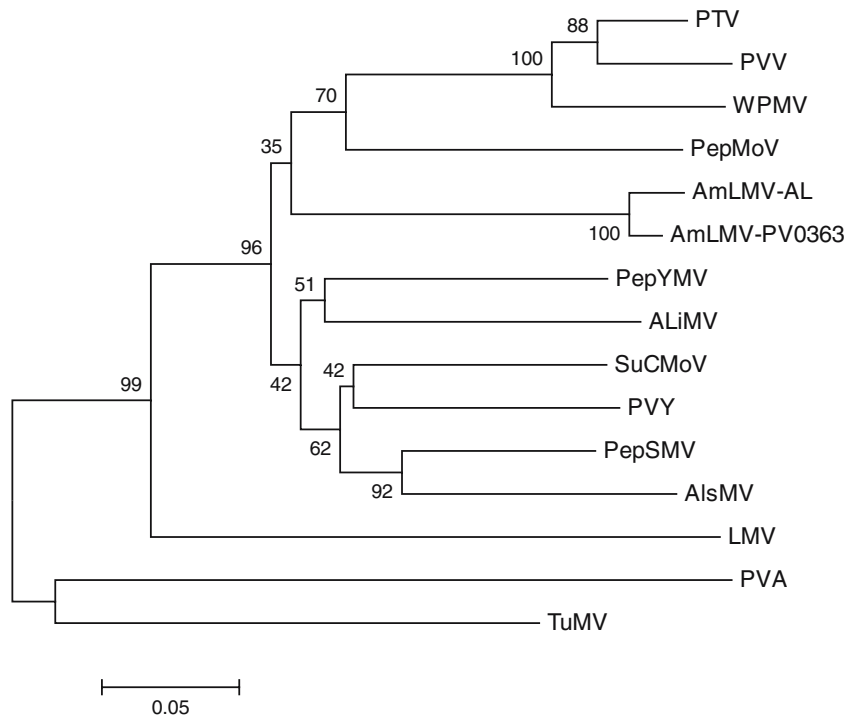 PTV
88
PVV
100
WPMV
70
PepMoV
35
AmLMV-AL
100
AmLMV-PV0363
96
PepYMV
51
ALiMV
SuCMoV
42
42
PVY
99
62
PepSMV
92
AlsMV
LMV
PVA
TuMV
0.05